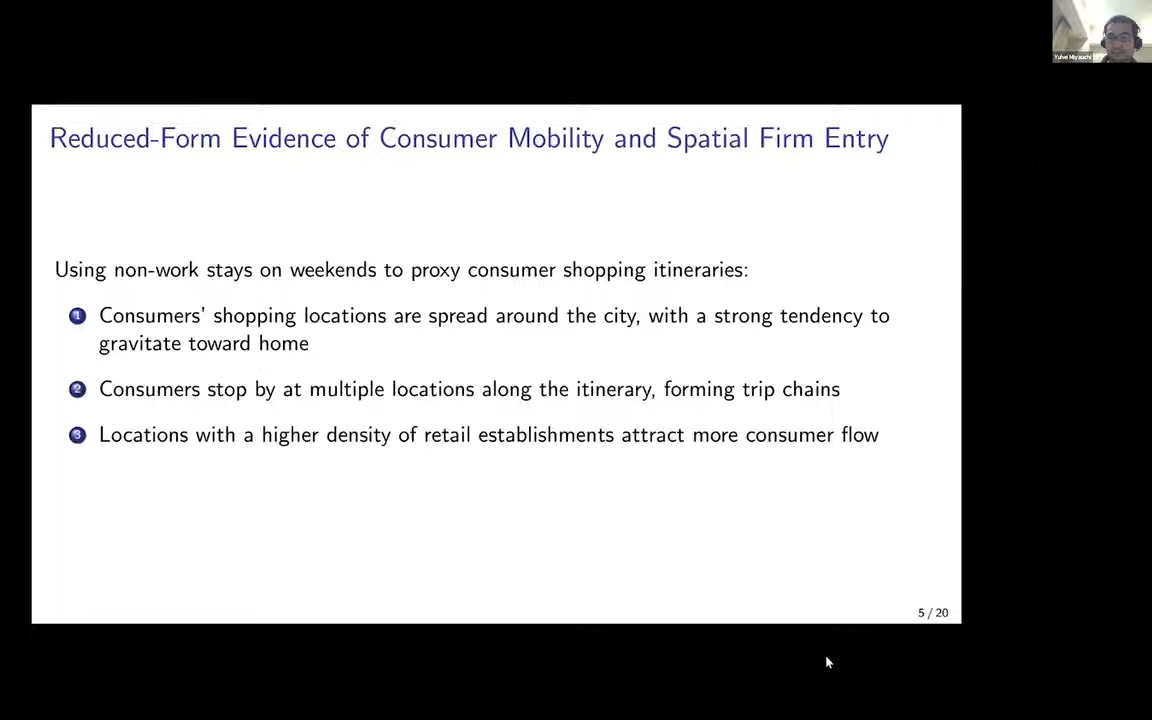 Yuhei Miyauchi
Reduced-Form Evidence of Consumer Mobility and Spatial Firm Entry
Using non-work stays on weekends to proxy consumer shopping itineraries:
1 Consumers’ shopping locations are spread around the city, with a strong tendency to
gravitate toward home
2 Consumers stop by at multiple locations along the itinerary, forming trip chains
3 Locations with a higher density of retail establishments attract more consumer flow
5 / 20